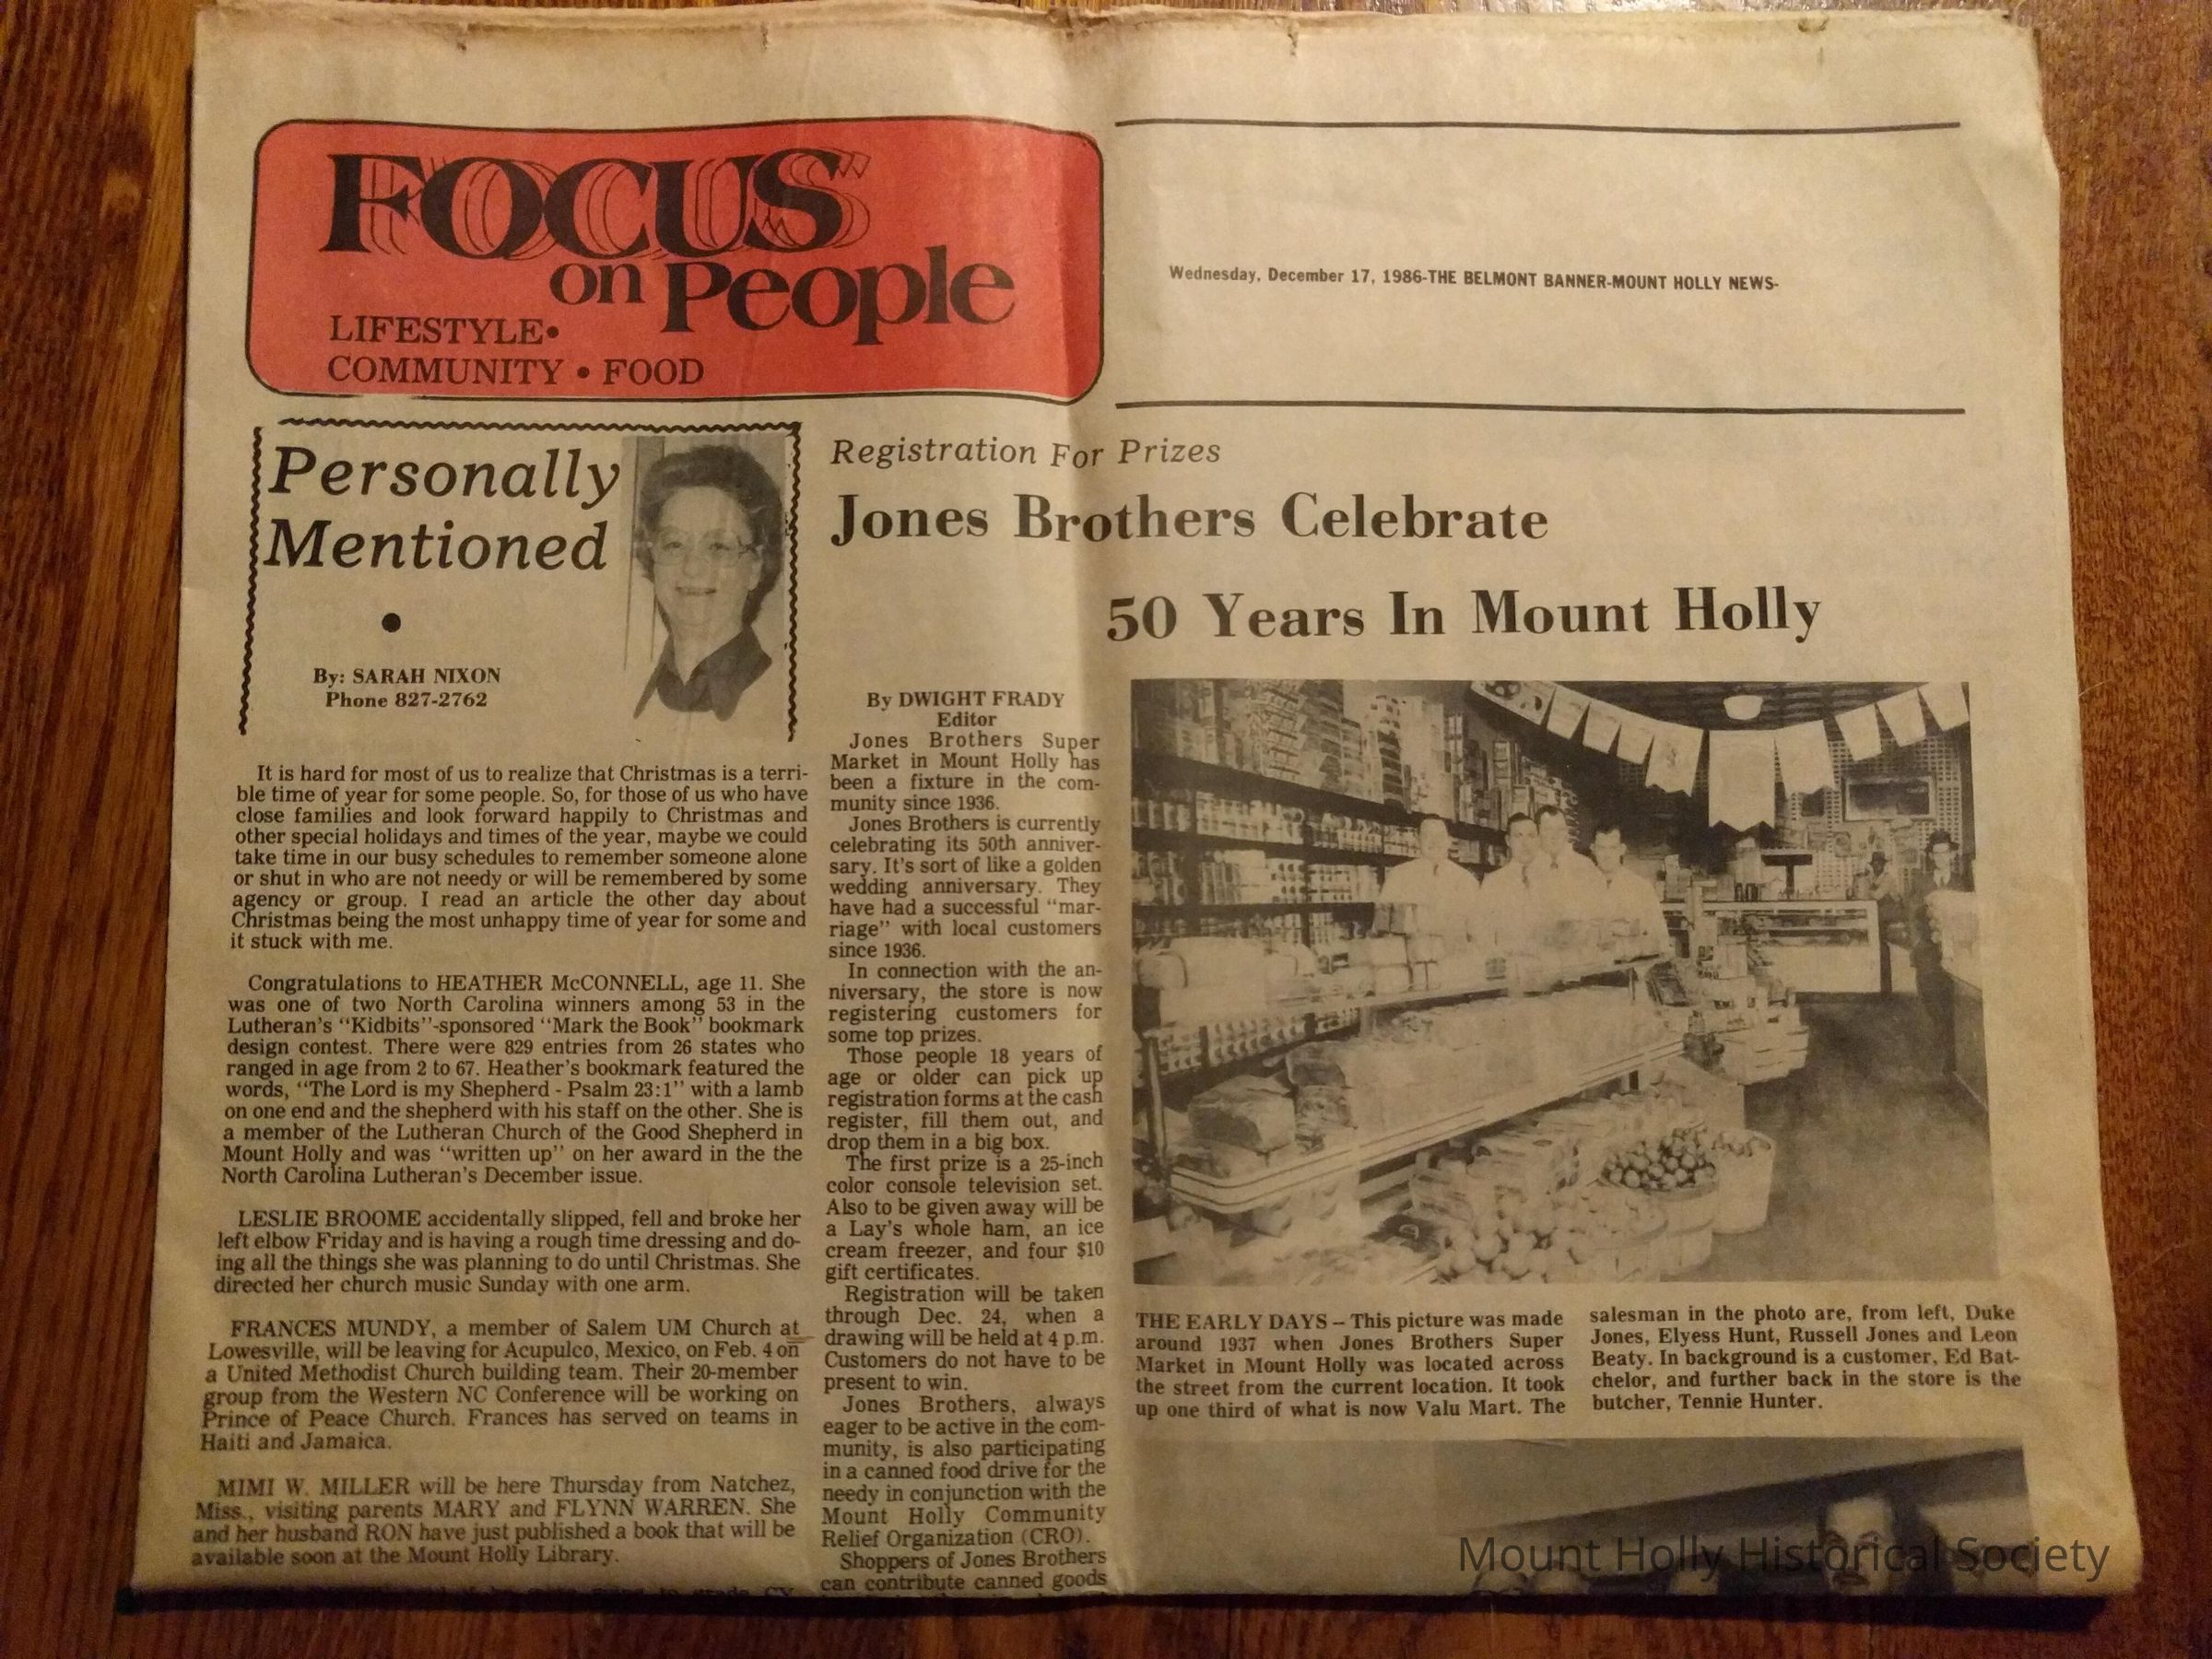 FOCUS
on People
LIFESTYLE•
COMMUNITY • FOOD
Wednesday, December 17, 1986-THE BELMONT BANNER-MOUNT HOLLY NEWS-
Personally
Mentioned
By: SARAH NIXON
Phone 827-2762
It is hard for most of us to realize that Christmas is a terri-
ble time of year for some people. So, for those of us who have
close families and look forward happily to Christmas and
other special holidays and times of the year, maybe we could
take time in our busy schedules to remember someone alone
or shut in who are not needy or will be remembered by some
agency or group. I read an article the other day about
Christmas being the most unhappy time of year for some and
it stuck with me.
Congratulations to HEATHER McCONNELL, age 11. She
was one of two North Carolina winners among 53 in the
Lutheran's "Kidbits"-sponsored "Mark the Book" bookmark
design contest. There were 829 entries from 26 states who
ranged in age from 2 to 67. Heather's bookmark featured the
words, "The Lord is my Shepherd - Psalm 23:1" with a lamb
on one end and the shepherd with his staff on the other. She is
a member of the Lutheran Church of the Good Shepherd in
Mount Holly and was "written up" on her award in the the
North Carolina Lutheran's December issue.
LESLIE BROOME accidentally slipped, fell and broke her
left elbow Friday and is having a rough time dressing and do-
ing all the things she was planning to do until Christmas. She
directed her church music Sunday with one arm.
FRANCES MUNDY, a member of Salem UM Church at
Lowesville, will be leaving for Acupulco, Mexico, on Feb. 4 on
a United Methodist Church building team. Their 20-member
group from the Western NC Conference will be working on
Prince of Peace Church. Frances has served on teams in
Haiti and Jamaica.
MIMI W. MILLER will be here Thursday from Natchez,
Miss., visiting parents MARY and FLYNN WARREN. She
and her husband RON have just published a book that will be
available soon at the Mount Holly Library.
Registration For Prizes
Jones Brothers Celebrate
50 Years In Mount Holly
By DWIGHT FRADY
Editor
Jones Brothers Super
Market in Mount Holly has
been a fixture in the com-
munity since 1936.
Jones Brothers is currently
celebrating its 50th anniver-
sary. It's sort of like a golden
wedding anniversary. They
have had a successful "mar-
riage" with local customers
since 1936.
In connection with the an-
niversary, the store is now
registering customers for
some top prizes.
Those people 18 years of
age or older can pick up
registration forms at the cash
register, fill them out, and
drop them in a big box.
The first prize is a 25-inch
color console television set.
Also to be given away will be
a Lay's whole ham, an ice
cream freezer, and four $10
gift certificates.
Registration will be taken
through Dec. 24, when a
drawing will be held at 4 p.m.
Customers do not have to be
present to win.
Jones Brothers, always
eager to be active in the com-
munity, is also participating
in a canned food drive for the
needy in conjunction with the
Mount Holly Community
Relief Organization (CRO).
Shoppers of Jones Brothers
can contribute canned goods
THE EARLY DAYS – This picture was made
around 1937 when Jones Brothers Super
Market in Mount Holly was located across
the street from the current location. It took
up one third of what is now Valu Mart. The
salesman in the photo are, from left, Duke
Jones, Elyess Hunt, Russell Jones and Leon
Beaty. In background is a customer, Ed Bat-
chelor, and further back in the store is the
butcher, Tennie Hunter.
Mount Holly Historical Society